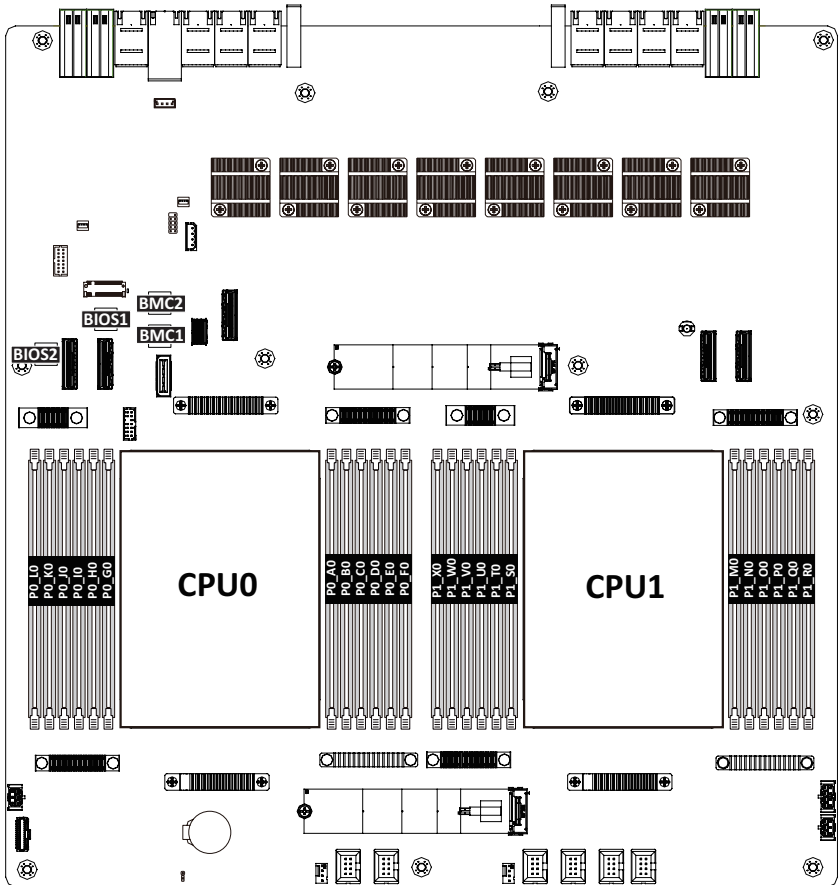 BMC2
BIOS1
BMC1
BIOS2
P0_L0
P0_K0
P0_J0
P0_I0
P0_H0
P0_G0
CPU0
P0_A0
P0_B0
P0_C0
P0_D0
P0_E0
P0_F0
P1_X0
P1_W0
P1_V0
P1_U0
P1_T0
P1_S0
CPU1
P1_M0
P1_N0
P1_O0
P1_P0
P1_Q0
P1_R0